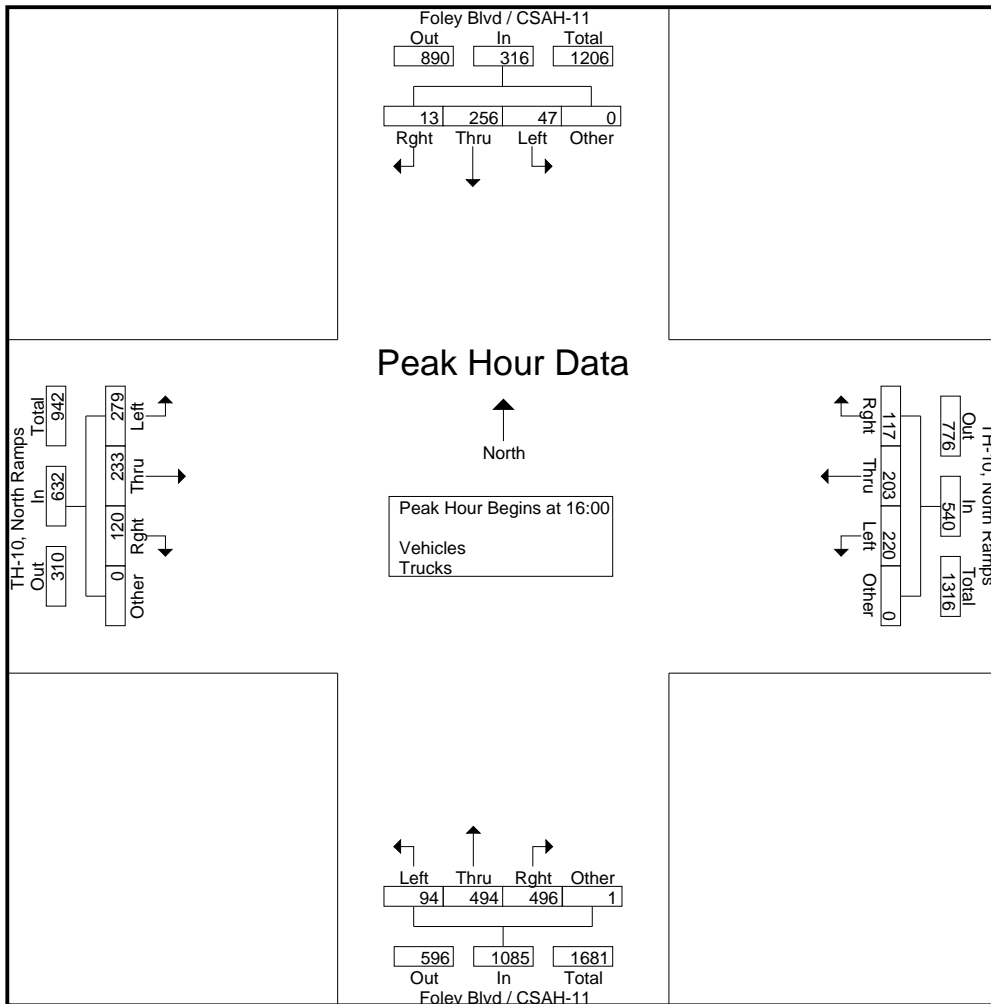 Foley Blvd / CSAH-11
Out In Total
890 316 1206
13 256 47 0
Rght Thru Left Other
Peak Hour Data
North
Peak Hour Begins at 16:00
Vehicles
Trucks
TH-10, North Ramps
Out In Total
310 632 942
Left Thru Rght Other
279 233 120 0
TH-10, North Ramps
Out In Total
776 540 1316
117 203 220 0
Rght Thru Left Other
Left Thru Rght Other
94 494 496 1
596 1085 1681
Out In Total
Foley Blvd / CSAH-11